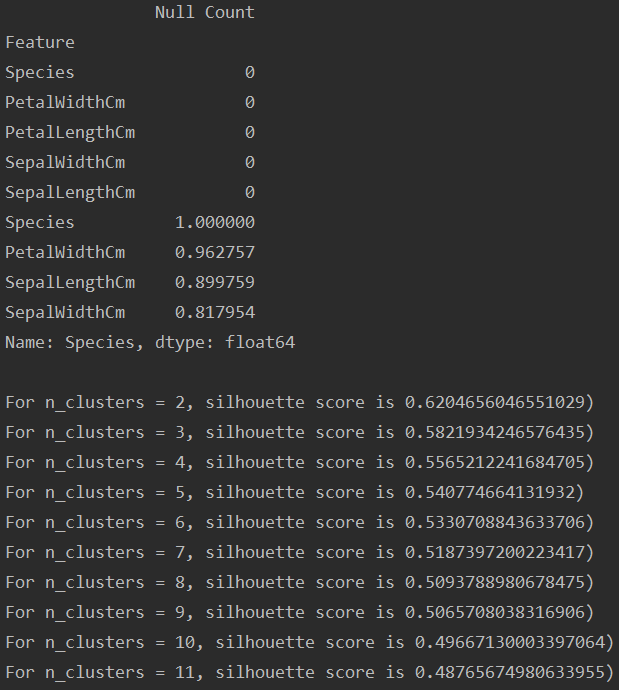 Null Count
Feature
Species 0
PetalWidthCm 0
PetalLengthCm 0
SepalWidthCm 0
SepalLengthCm 0
Species 1.000000
PetalWidthCm 0.962757
SepalLengthCm 0.899759
SepalWidthCm 0.817954
Name: Species, dtype: float64
For n_clusters = 2, silhouette score is 0.6204656046551029)
For n_clusters = 3, silhouette score is 0.5821934246576435)
For n_clusters = 4, silhouette score is 0.5565212241684705)
For n_clusters = 5, silhouette score is 0.540774664131932)
For n_clusters = 6, silhouette score is 0.5330708843633706)
For n_clusters = 7, silhouette score is 0.5187397200223417)
For n_clusters = 8, silhouette score is 0.5093788980678475)
For n_clusters = 9, silhouette score is 0.5065708038316906)
For n_clusters = 10, silhouette score is 0.49667130003397064)
For n_clusters = 11, silhouette score is 0.48765674980633955)